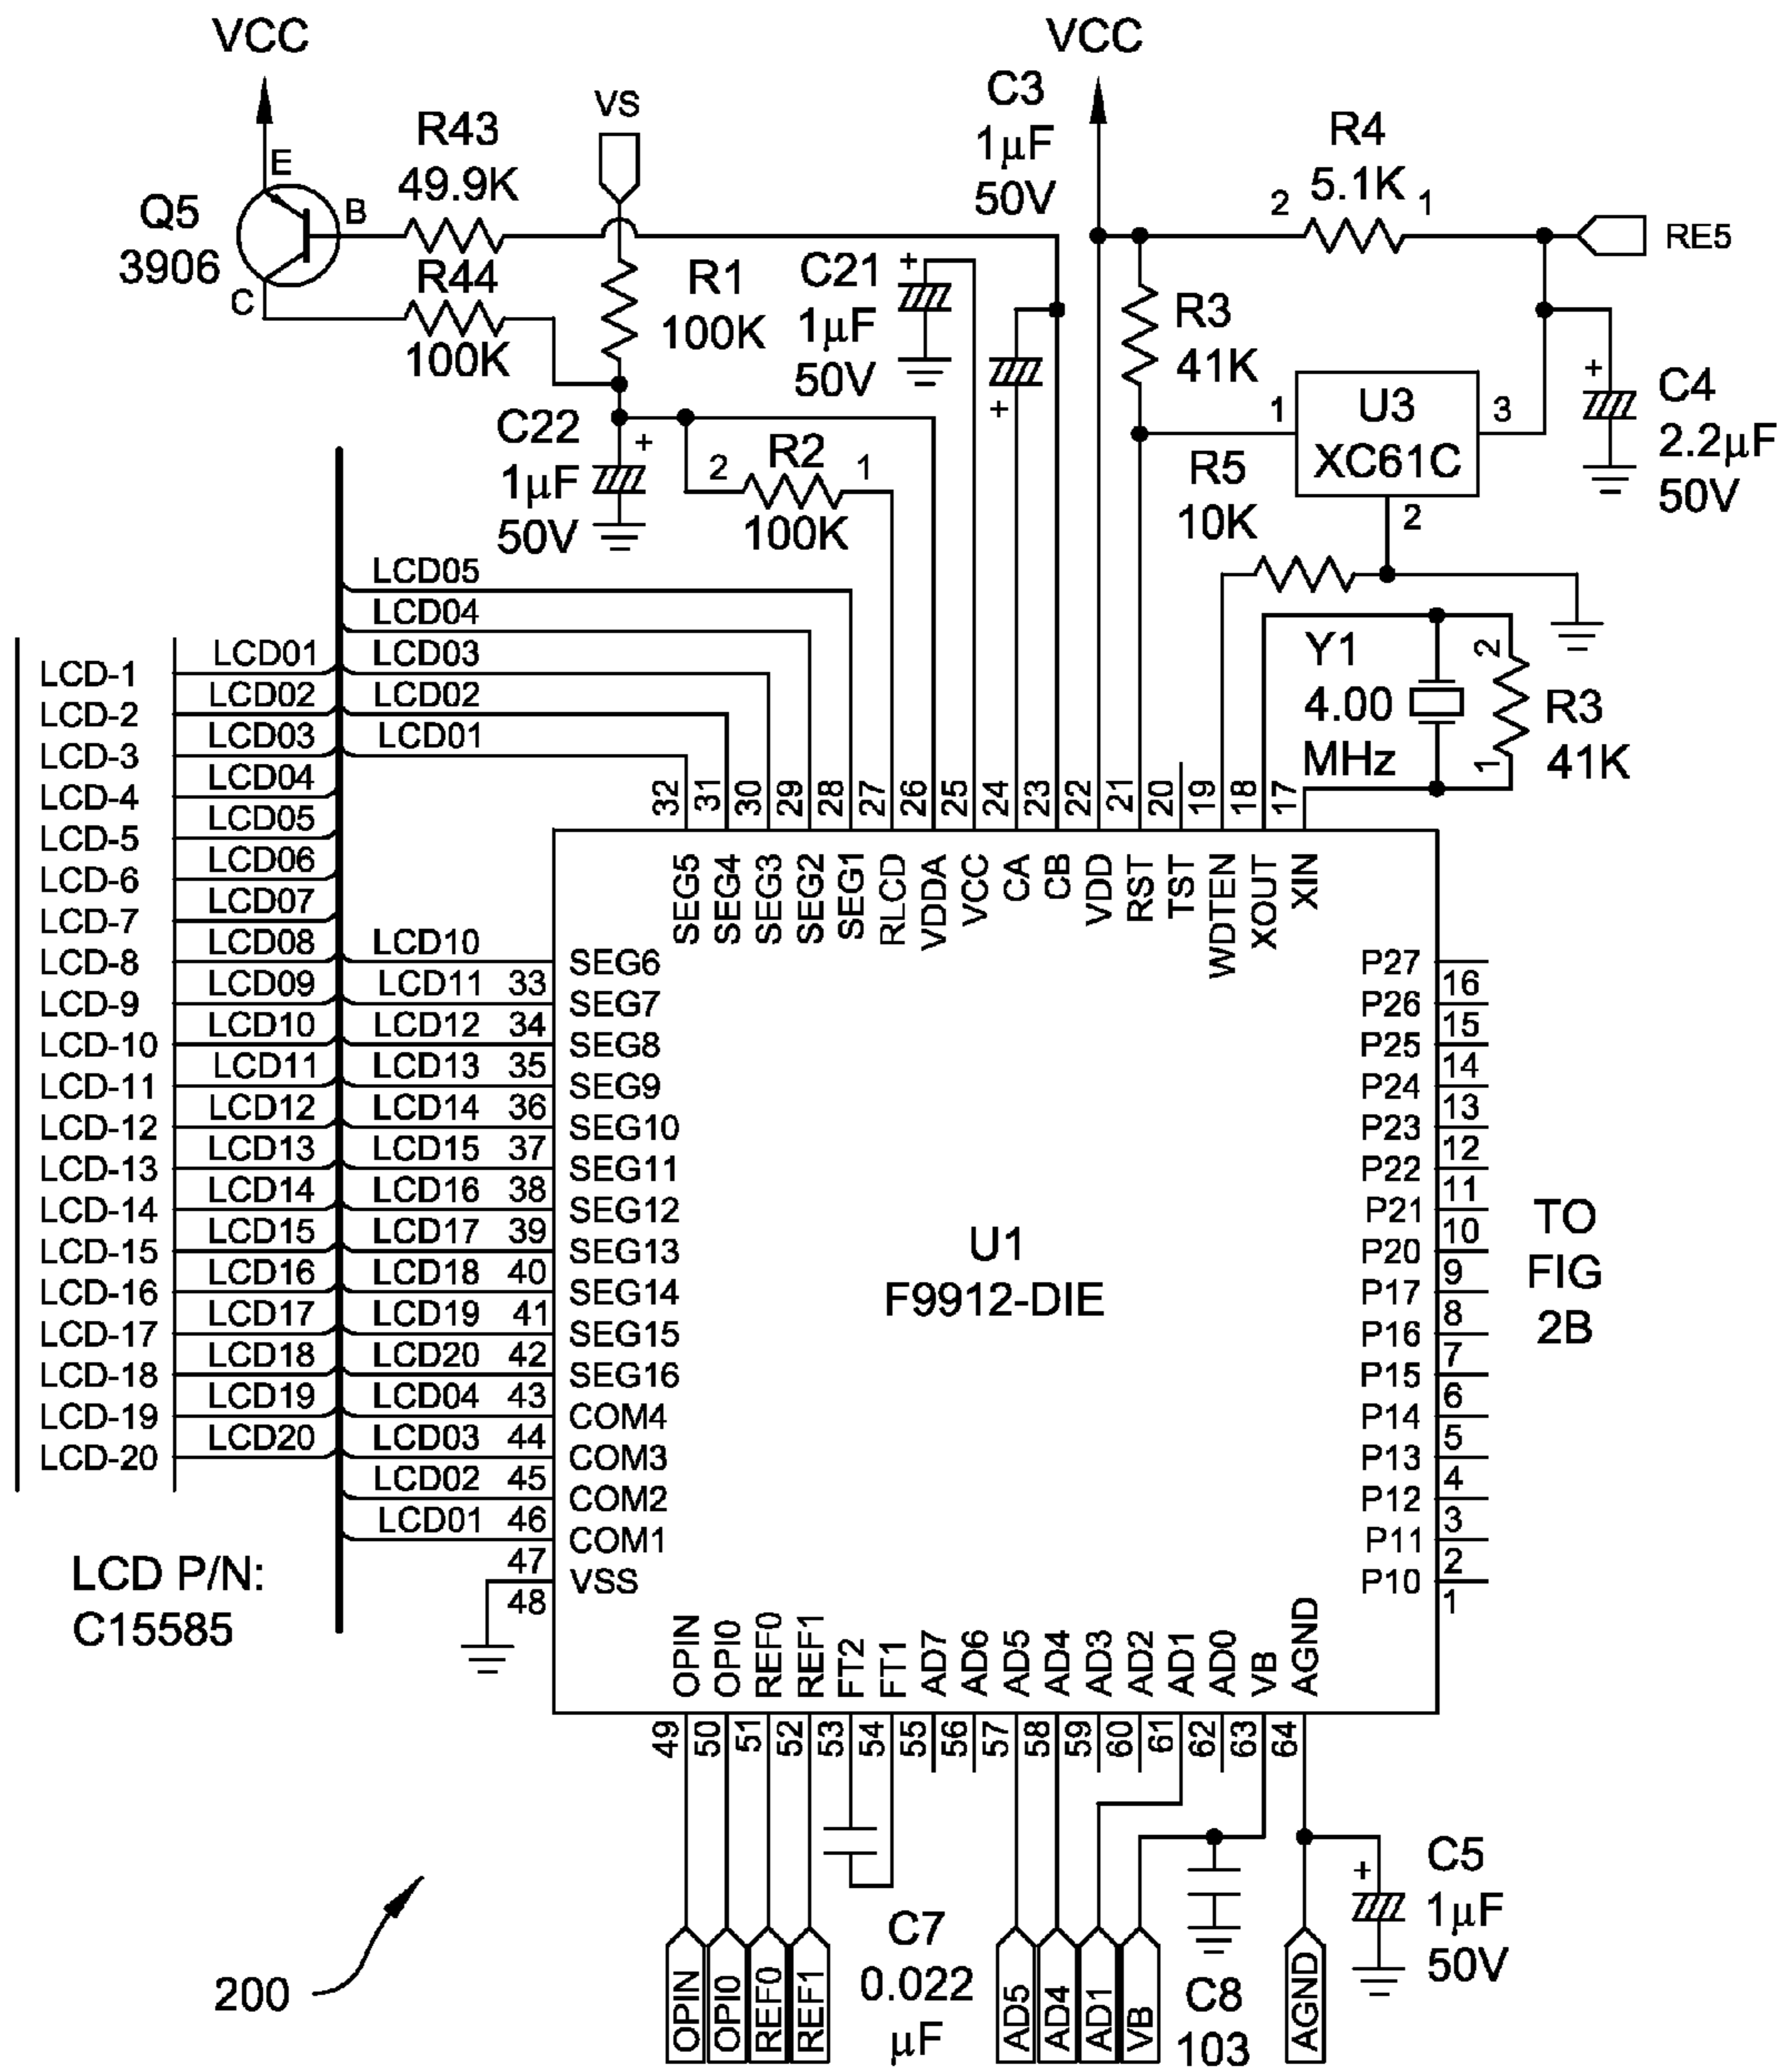 VCC
VCC
VS
C3
1μF
50V
R43
49.9K
R4
5.1K
2
1
E
B
C
Q5
3906
R44
100K
R1
100K
C21
+
1μF
50V
+
R3
41K
RE5
1
U3
XC61C
3
2
+
C4
2.2μF
50V
C22
+
1μF
50V
2
R2
1
100K
R5
10K
Y1
4.00
MHz
2
1
R3
41K
LCD05
LCD04
LCD03
LCD02
LCD01
LCD-1
LCD-2
LCD-3
LCD-4
LCD-5
LCD-6
LCD-7
LCD-8
LCD-9
LCD-10
LCD-11
LCD-12
LCD-13
LCD-14
LCD-15
LCD-16
LCD-17
LCD-18
LCD-19
LCD-20
LCD01
LCD02
LCD03
LCD04
LCD05
LCD06
LCD07
LCD08
LCD09
LCD10
LCD11
LCD12
LCD13
LCD14
LCD15
LCD16
LCD17
LCD18
LCD19
LCD20
LCD10
LCD11
LCD12
LCD13
LCD14
LCD15
LCD16
LCD17
LCD18
LCD19
LCD20
LCD04
LCD03
LCD02
LCD01
33
34
35
36
37
38
39
40
41
42
43
44
45
46
47
48
SEG6
SEG7
SEG8
SEG9
SEG10
SEG11
SEG12
SEG13
SEG14
SEG15
SEG16
COM4
COM3
COM2
COM1
VSS
32
31
30
29
28
27
26
25
24
23
22
21
20
19
18
17
SEG5
SEG4
SEG3
SEG2
SEG1
RLCD
VDDA
VCC
CA
CB
VDD
RST
TST
WDTEN
XOUT
XIN
U1
F9912-DIE
P27
P26
P25
P24
P23
P22
P21
P20
P17
P16
P15
P14
P13
P12
P11
P10
16
15
14
13
12
11
10
9
8
7
6
5
4
3
2
1
TO
FIG
2B
LCD P/N:
C15585
OPIN
OPI0
REF0
REF1
FT2
FT1
AD7
AD6
AD5
AD4
AD3
AD2
AD1
AD0
VB
AGND
49
50
51
52
53
54
55
56
57
58
59
60
61
62
63
64
C7
0.022
μF
C8
103
+
C5
1μF
50V
OPIN
OPI0
REF0
REF1
AD5
AD4
AD1
VB
AGND
200